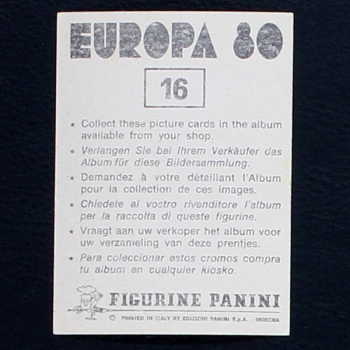 EUROPA 80
16
★ Collect these picture cards in the album
available from your shop.
★ Verlangen Sie bei Ihrem Verkäufer das
Album für diese Bildersammlung.
★ Demandez à votre détaillant l'Album
pour la collection de ces images.
★ Chiedete al vostro rivenditore l'album
per la raccolta di queste figurine.
★ Vraagt aan uw verkoper het album voor
uw verzameling van deze prentjes.
★ Para coleccionar estos cromos compra
tu album en cualquier kiosko.
FIGURINE PANINI
© PRINTED IN ITALY BY EDIZIONI PANINI S.p.A. - MODENA